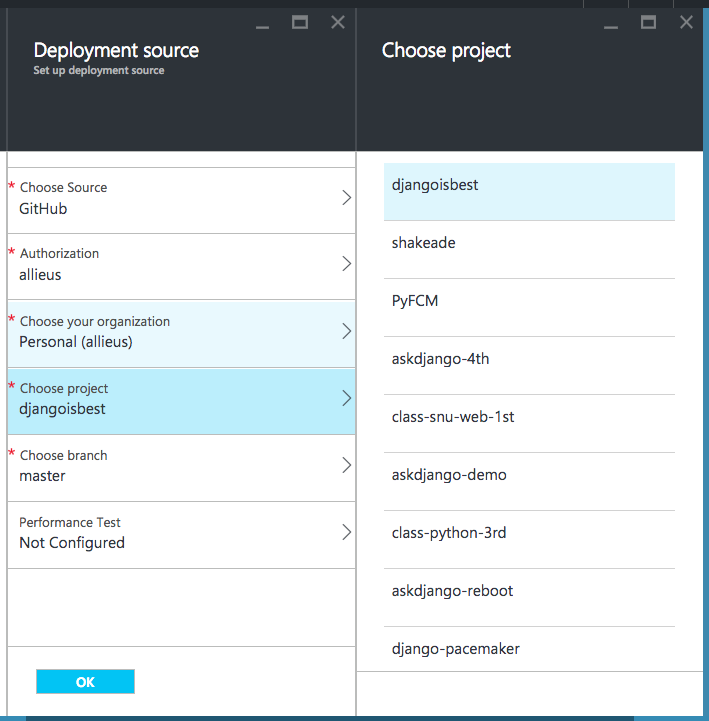 Deployment source
Set up deployment source
* Choose Source
GitHub
* Authorization
allieus
* Choose your organization
Personal (allieus)
* Choose project
djangoisbest
* Choose branch
master
Performance Test
Not Configured
OK
Choose project
djangoisbest
shakeade
PyFCM
askdjango-4th
class-snu-web-1st
askdjango-demo
class-python-3rd
askdjango-reboot
django-pacemaker